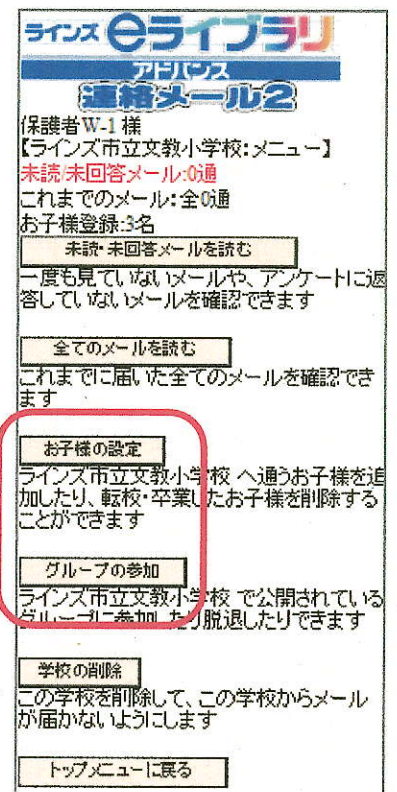 ラインズ eライブラリ
アドバンス
連絡メール2
保護者W-1 様
【ラインズ市立文教小学校:メニュー】
未読/未回答メール:0通
これまでのメール:全0通
お子様登録:3名
未読・未回答メールを読む
一度も見ていないメールや、アンケートに返
答していないメールを確認できます
全てのメールを読む
これまでに届いた全てのメールを確認でき
ます
お子様の設定
ラインズ市立文教小学校 へ通うお子様を追
加したり、転校・卒業したお子様を削除する
ことができます
グループの参加
ラインズ市立文教小学校 で公開されている
グループに参加したり脱退したりできます
学校の削除
この学校を削除して、この学校からメール
が届かないようにします
トップメニューに戻る